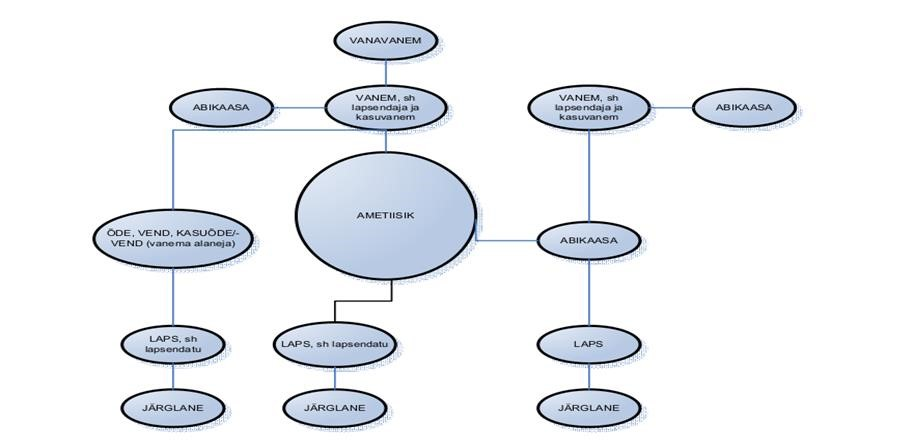 VANAVANEM
ABIKAASA
VANEM, sh
lapsendaja ja
kasuvanem
VANEM, sh
lapsendaja ja
kasuvanem
ABIKAASA
AMETIISIK
ÕDE, VEND, KASUÕDE/-
VEND (vanema alaneja)
ABIKAASA
LAPS, sh
lapsendatu
LAPS, sh lapsendatu
LAPS
JÄRGLANE
JÄRGLANE
JÄRGLANE